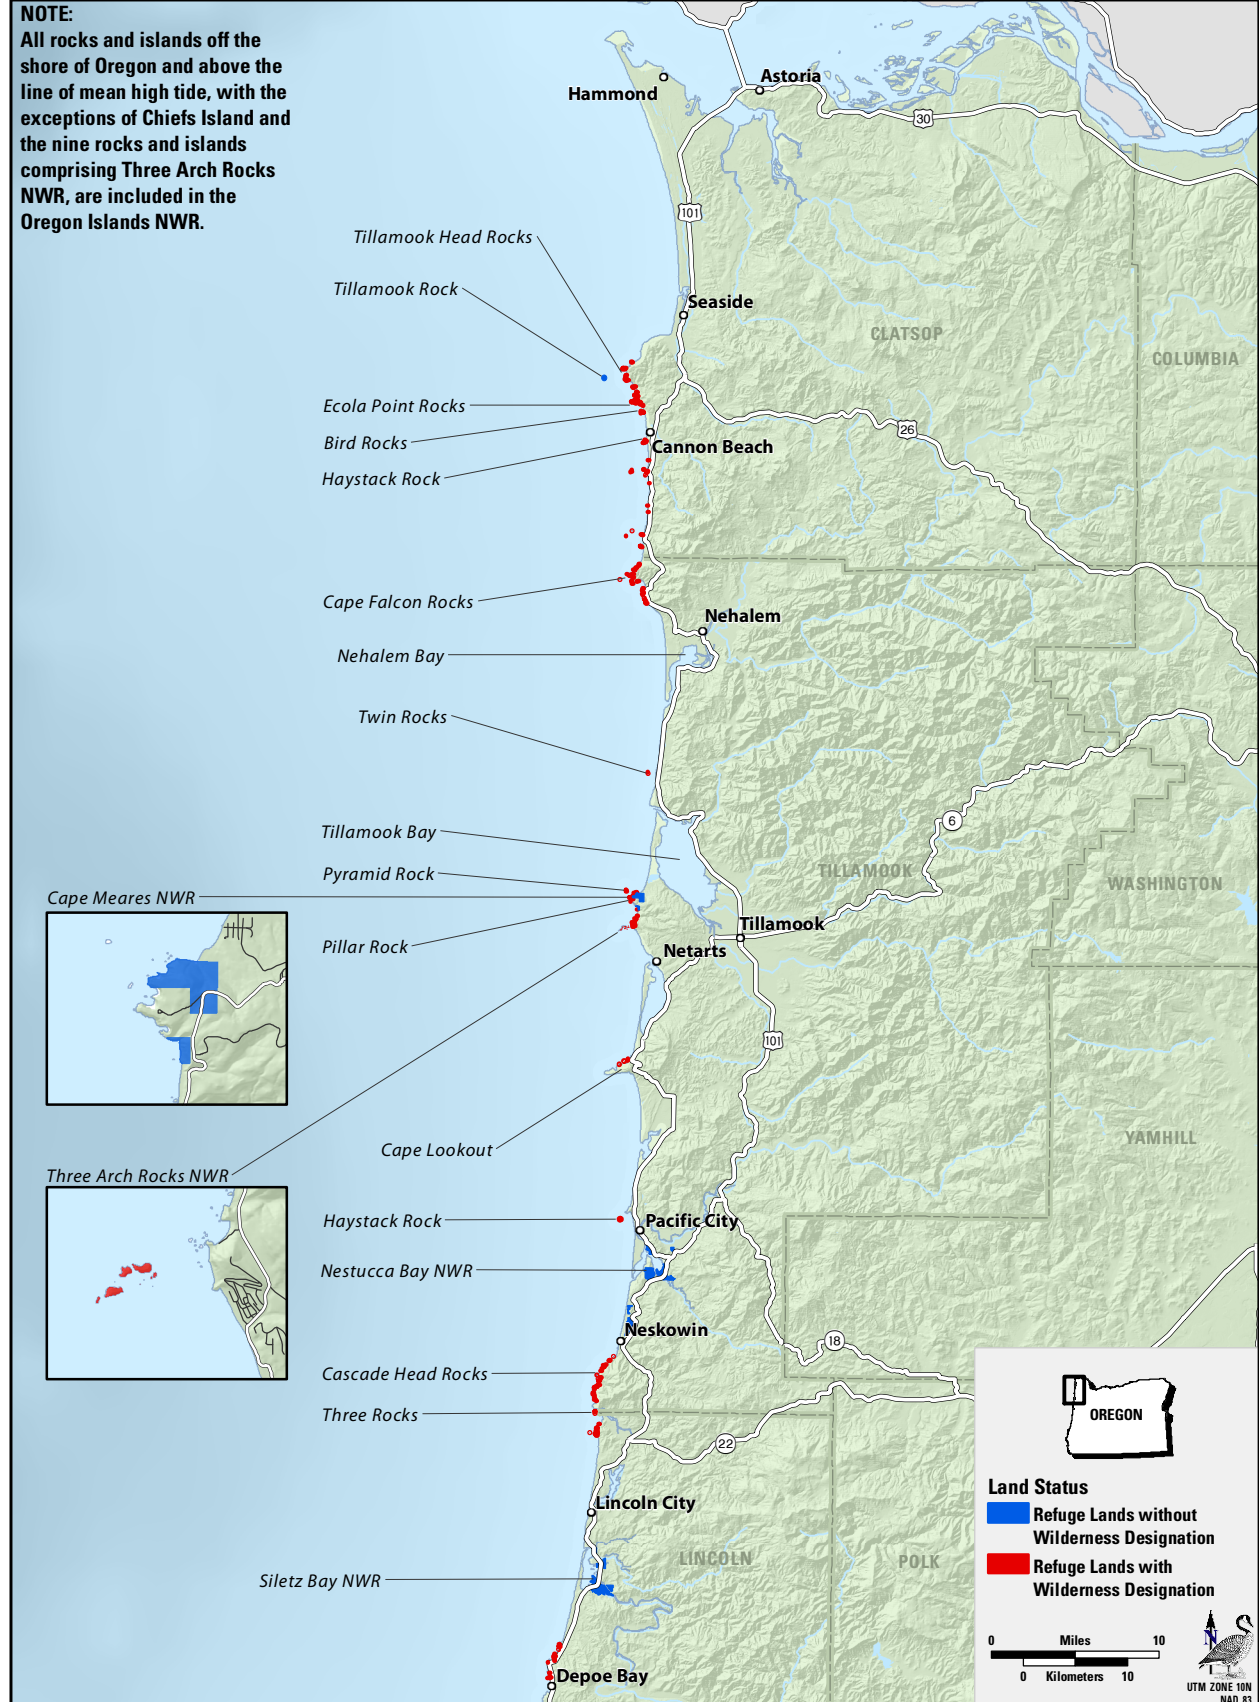 NOTE:
All rocks and islands off the
shore of Oregon and above the
line of mean high tide, with the
exceptions of Chiefs Island and
the nine rocks and islands
comprising Three Arch Rocks
NWR, are included in the
Oregon Islands NWR.
Hammond
Astoria
30
101
Tillamook Head Rocks
Tillamook Rock
Seaside
CLATSOP
COLUMBIA
Ecola Point Rocks
26
Bird Rocks
Cannon Beach
Haystack Rock
Cape Falcon Rocks
Nehalem
Nehalem Bay
Twin Rocks
6
Tillamook Bay
Pyramid Rock
TILLAMOOK
WASHINGTON
Cape Meares NWR
Tillamook
Pillar Rock
Netarts
101
Cape Lookout
YAMHILL
Three Arch Rocks NWR
Haystack Rock
Pacific City
Nestucca Bay NWR
Neskowin
18
Cascade Head Rocks
Three Rocks
22
OREGON
Land Status
Refuge Lands without
Wilderness Designation
Refuge Lands with
Wilderness Designation
Lincoln City
LINCOLN
POLK
Siletz Bay NWR
0 Miles 10
0 Kilometers 10
N
Depoe Bay
UTM ZONE 10N
NAD 83